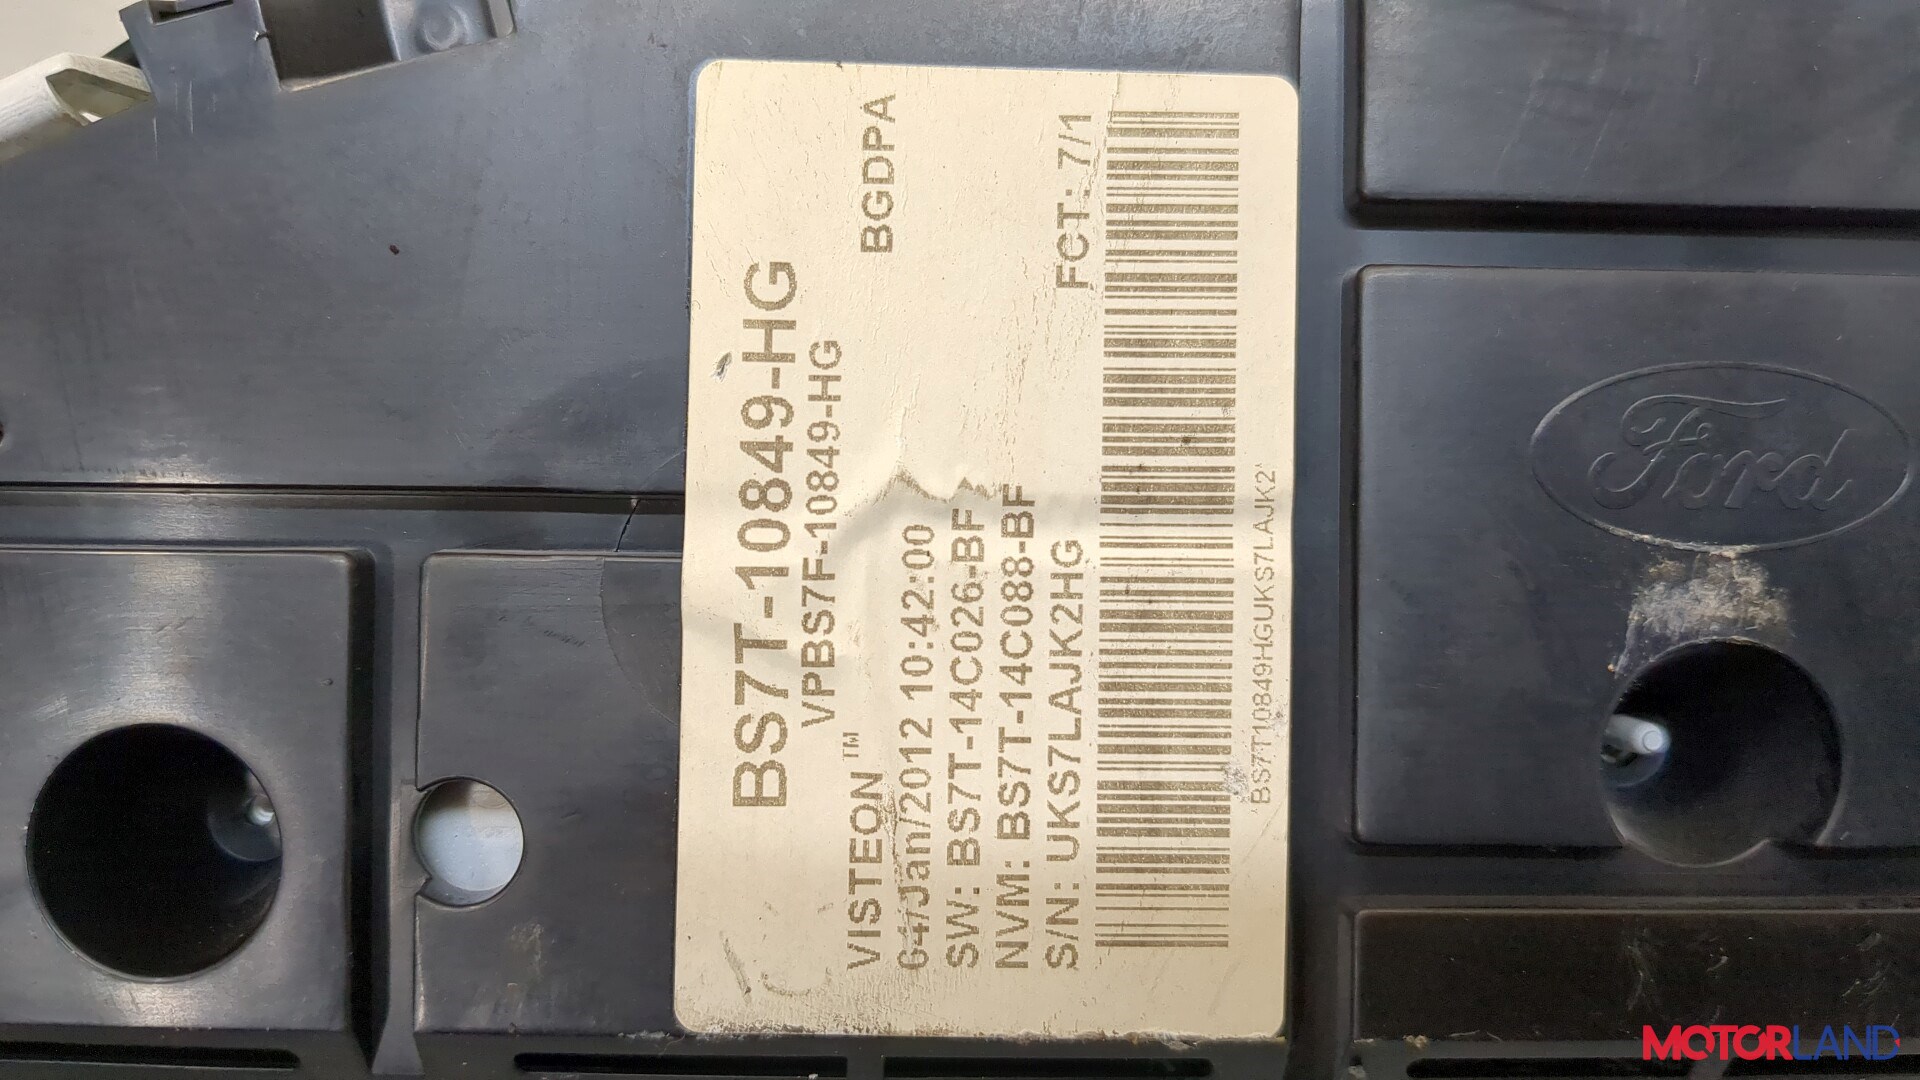 BS7T-10849-HG
VPBS7F-10849-HG
VISTEON™ BGDPA
04/Jan/2012 10:42:00
SW: BS7T-14C026-BF
NVM: BS7T-14C088-BF
S/N: UKS7LAJK2HG FCT: 7/1
*BS7T10849HGUKS7LAJK2*
Ford
MOTORLAND